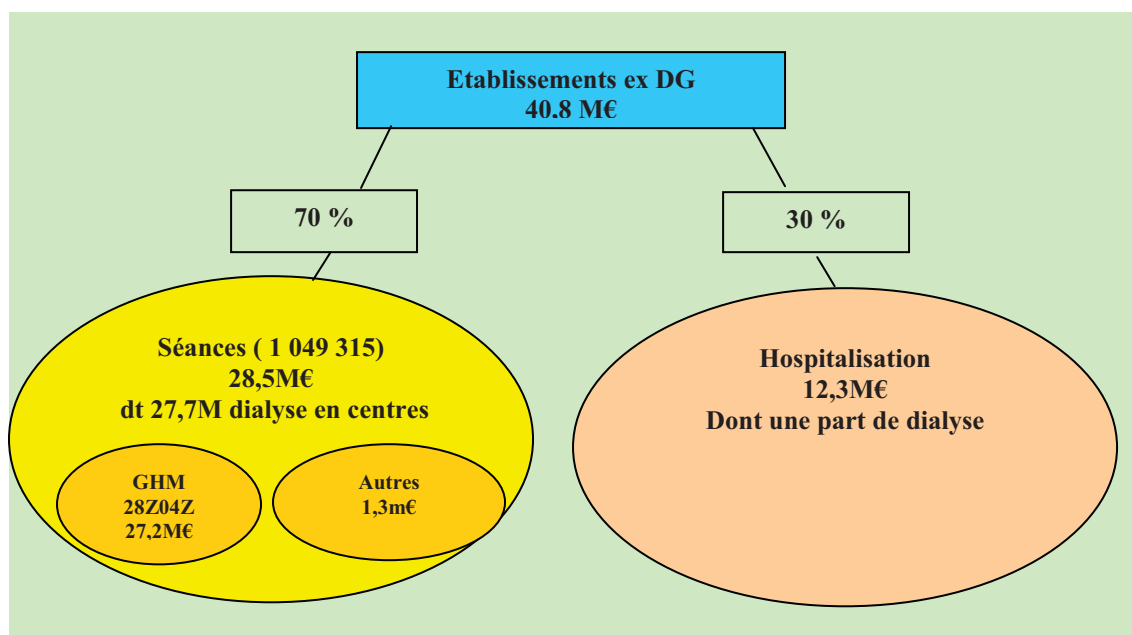 Etablissements ex DG
40.8 M€
70 %
30 %
Séances ( 1 049 315)
28,5M€
dt 27,7M dialyse en centres
GHM
28Z04Z
27,2M€
Autres
1,3m€
Hospitalisation
12,3M€
Dont une part de dialyse